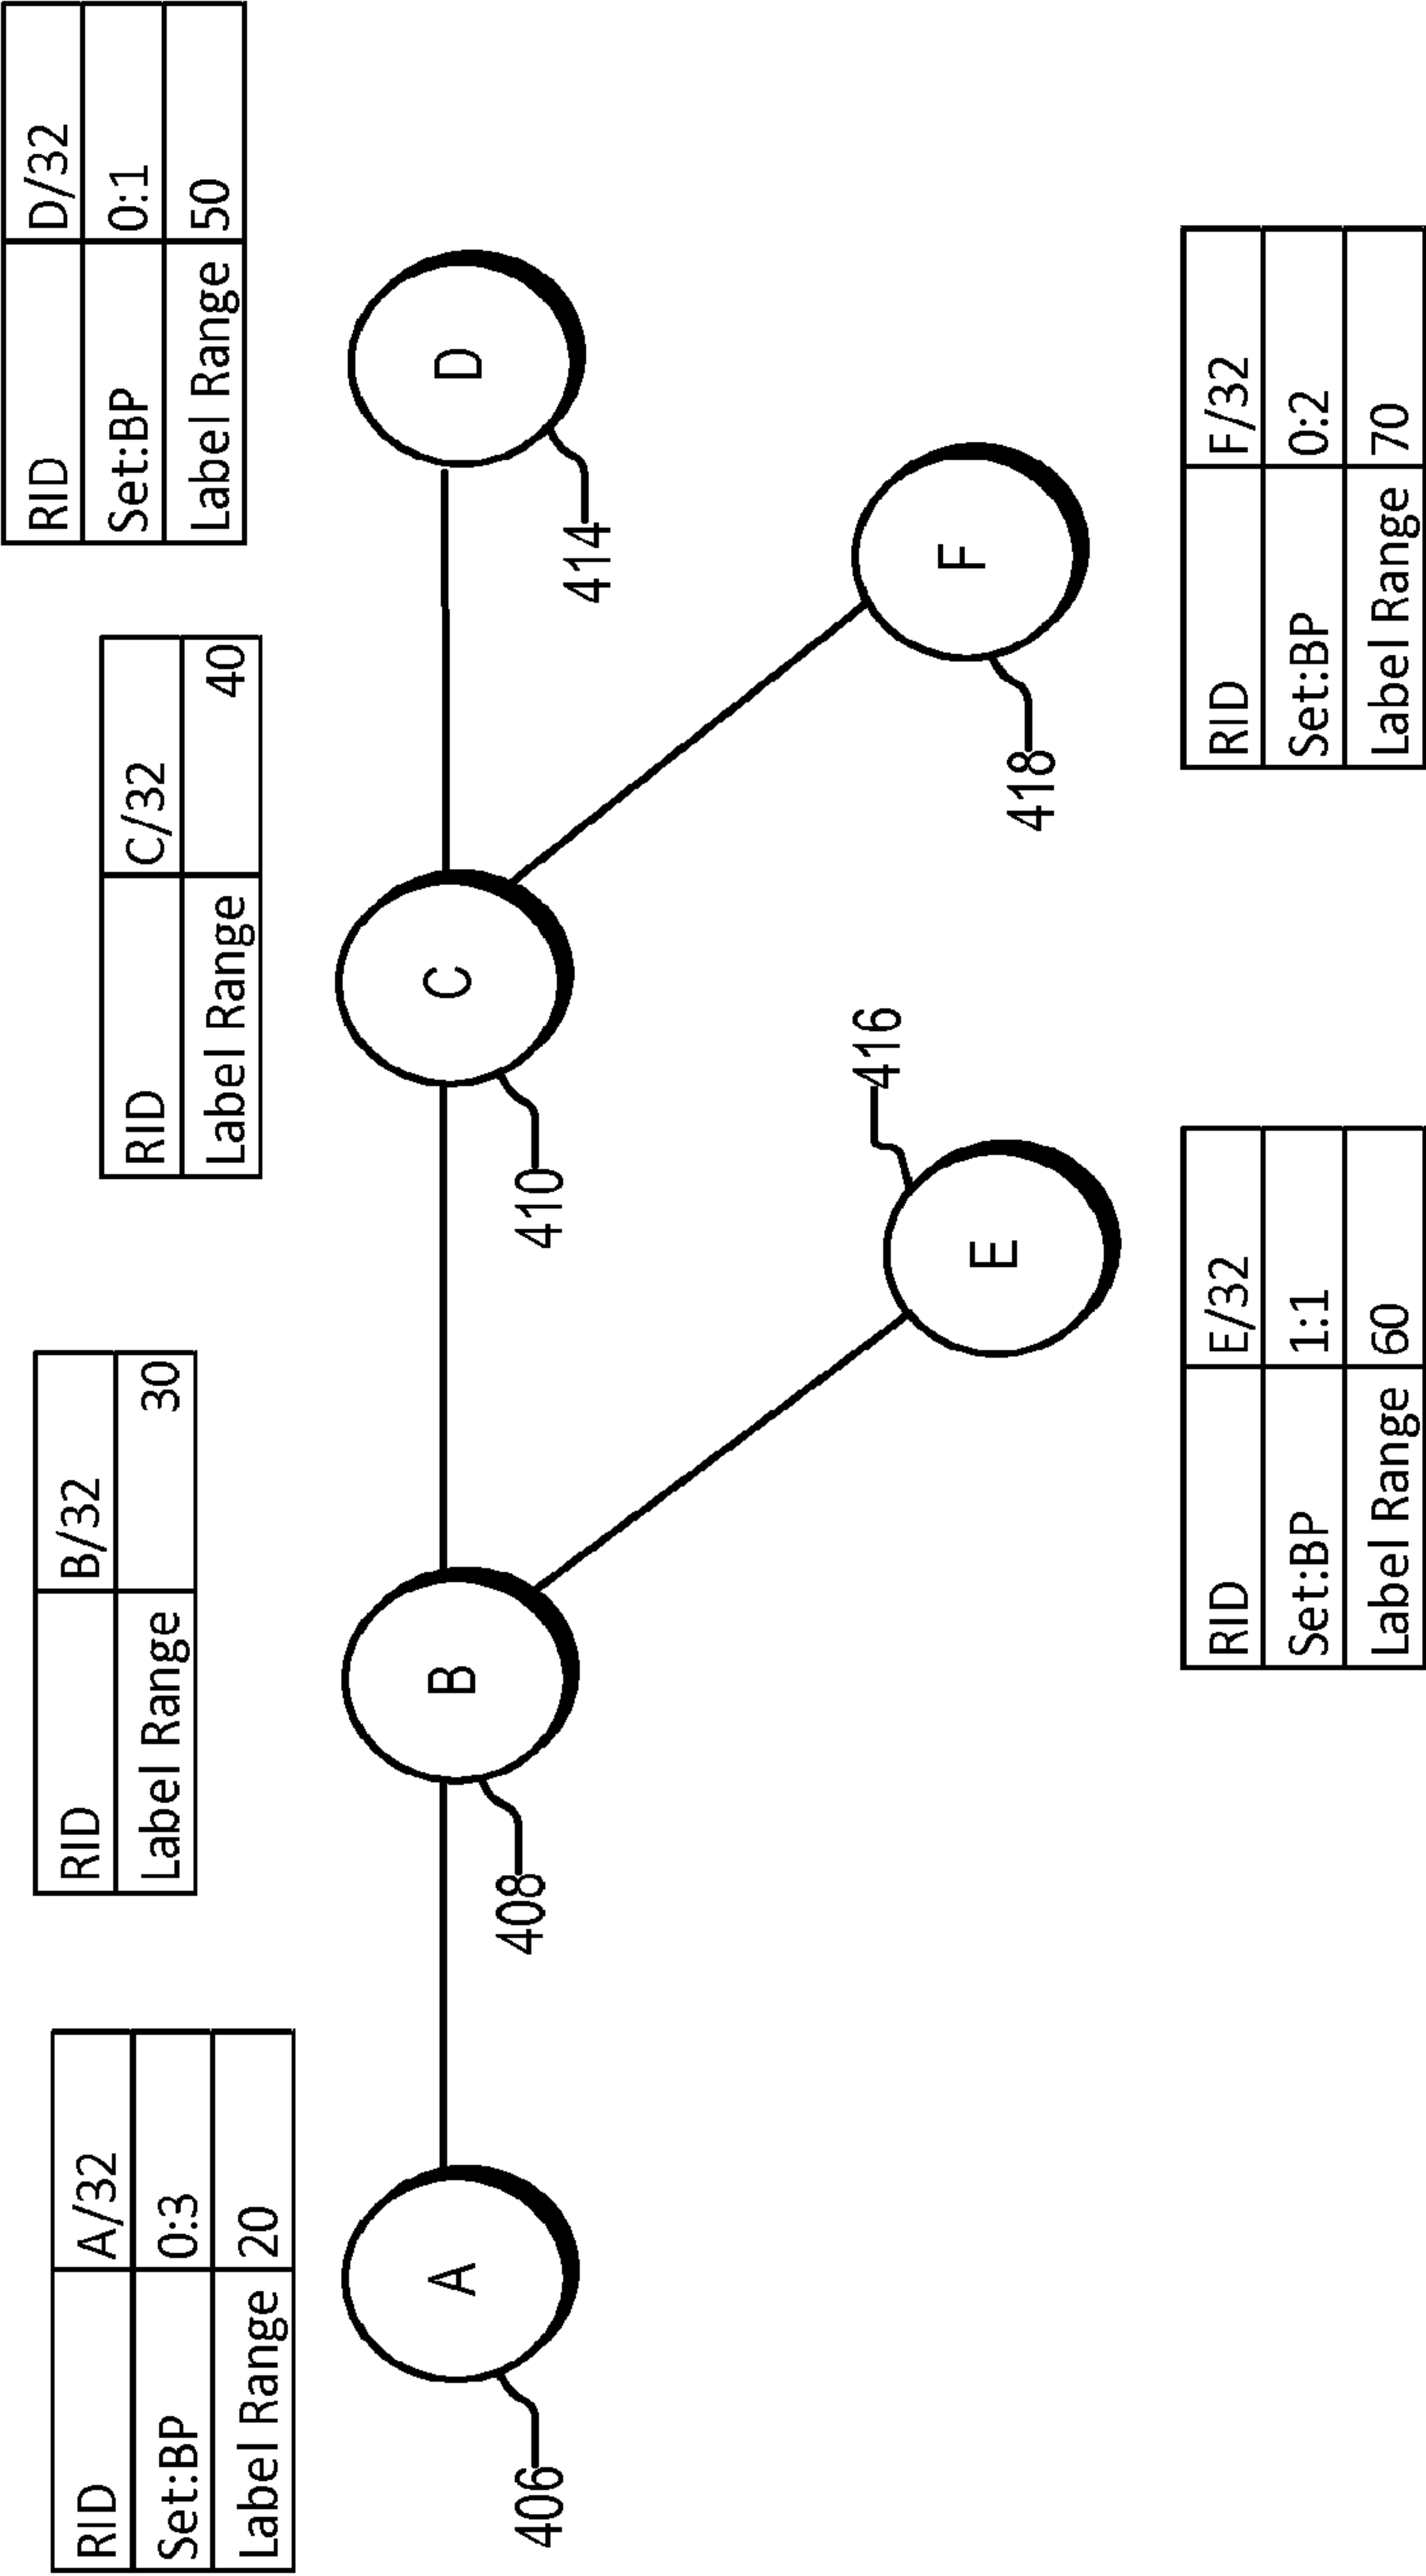 RID A/32
Set:BP 0:3
Label Range 20
RID B/32
Label Range 30
RID C/32
Label Range 40
RID D/32
Set:BP 0:1
Label Range 50
A
B
C
D
406
408
410
414
E
F
416
418
RID E/32
Set:BP 1:1
Label Range 60
RID F/32
Set:BP 0:2
Label Range 70